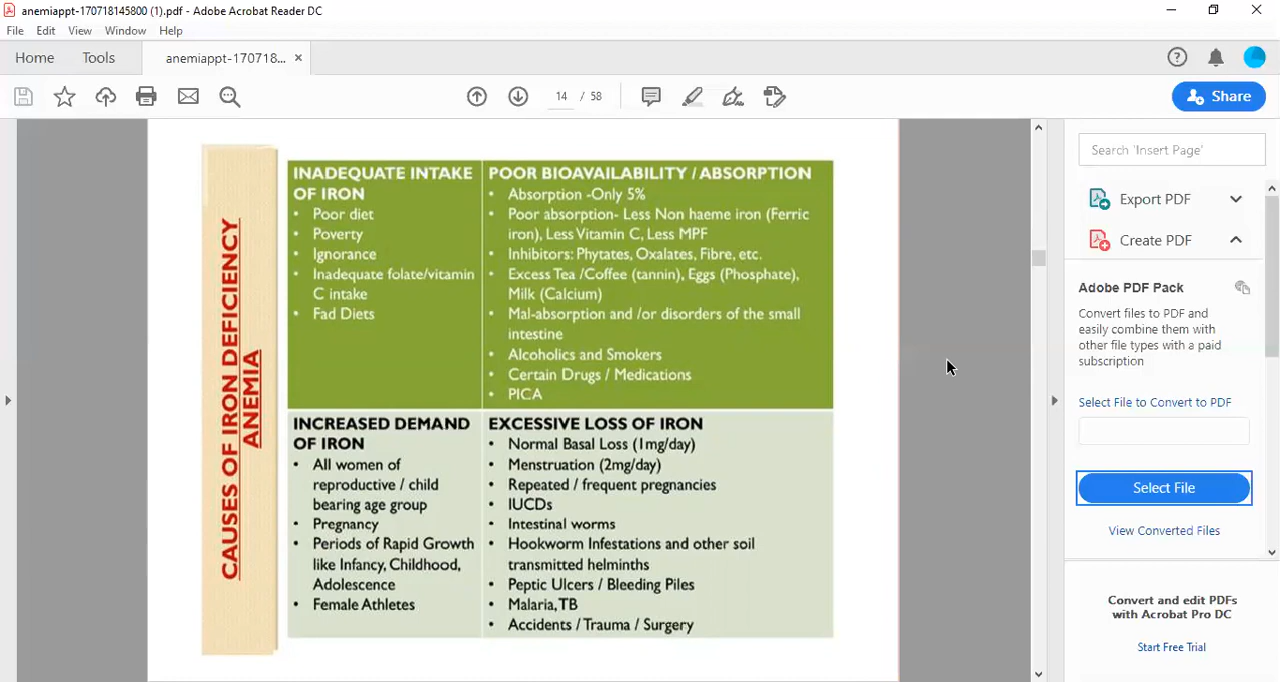 anemiappt-170718145800 (1).pdf - Adobe Acrobat Reader DC
File Edit View Window Help
Home Tools anemiappt-170718... ×
14 / 58
Share
CAUSES OF IRON DEFICIENCY
ANEMIA
INADEQUATE INTAKE
OF IRON
• Poor diet
• Poverty
• Ignorance
• Inadequate folate/vitamin
C intake
• Fad Diets
POOR BIOAVAILABILITY / ABSORPTION
• Absorption -Only 5%
• Poor absorption- Less Non haeme iron (Ferric
iron), Less Vitamin C, Less MPF
• Inhibitors: Phytates, Oxalates, Fibre, etc.
• Excess Tea /Coffee (tannin), Eggs (Phosphate),
Milk (Calcium)
• Mal-absorption and /or disorders of the small
intestine
• Alcoholics and Smokers
• Certain Drugs / Medications
• PICA
INCREASED DEMAND
OF IRON
• All women of
reproductive / child
bearing age group
• Pregnancy
• Periods of Rapid Growth
like Infancy, Childhood,
Adolescence
• Female Athletes
EXCESSIVE LOSS OF IRON
• Normal Basal Loss (1mg/day)
• Menstruation (2mg/day)
• Repeated / frequent pregnancies
• IUCDs
• Intestinal worms
• Hookworm Infestations and other soil
transmitted helminths
• Peptic Ulcers / Bleeding Piles
• Malaria, TB
• Accidents / Trauma / Surgery
Search 'Insert Page'
Export PDF
Create PDF
Adobe PDF Pack
Convert files to PDF and
easily combine them with
other file types with a paid
subscription
Select File to Convert to PDF
Select File
View Converted Files
Convert and edit PDFs
with Acrobat Pro DC
Start Free Trial